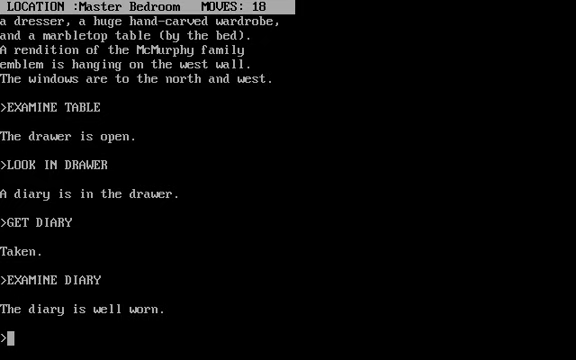 LOCATION :Master Bedroom MOVES: 18
a dresser, a huge hand-carved wardrobe,
and a marbletop table (by the bed).
A rendition of the McMurphy family
emblem is hanging on the west wall.
The windows are to the north and west.
>EXAMINE TABLE
The drawer is open.
>LOOK IN DRAWER
A diary is in the drawer.
>GET DIARY
Taken.
>EXAMINE DIARY
The diary is well worn.
>